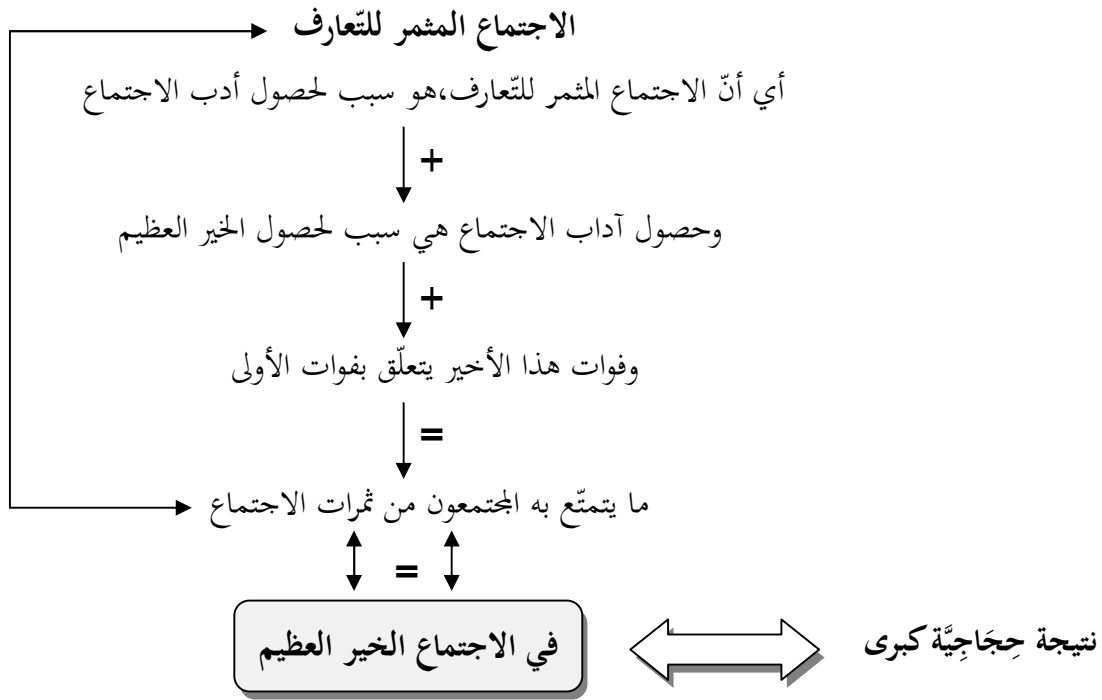 الاجتماع المثمر للتّعارف
أي أنّ الاجتماع المثمر للتّعارف،هو سبب لحصول أدب الاجتماع
+
وحصول آداب الاجتماع هي سبب لحصول الخير العظيم
+
وفوات هذا الأخير يتعلّق بفوات الأولى
=
ما يتمتّع به المجتمعون من ثمرات الاجتماع
=
نتيجة حِجَاجِيَّة كبرى
في الاجتماع الخير العظيم